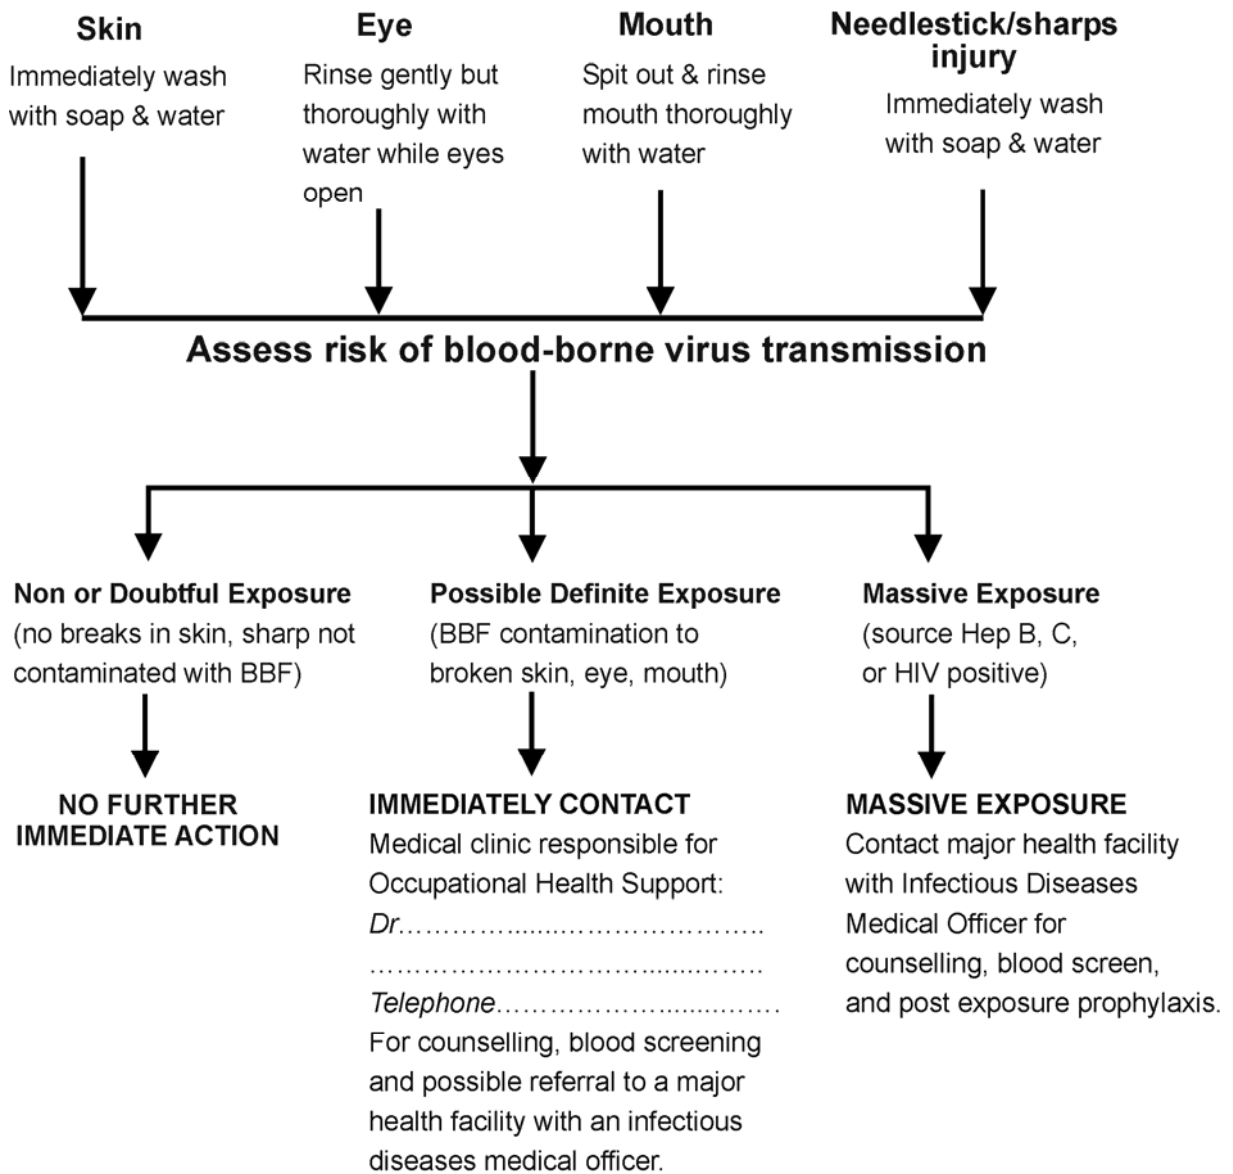 Skin
Immediately wash
with soap & water
Eye
Rinse gently but
thoroughly with
water while eyes
open
Mouth
Spit out & rinse
mouth thoroughly
with water
Needlestick/sharps
injury
Immediately wash
with soap & water
Assess risk of blood-borne virus transmission
Non or Doubtful Exposure
(no breaks in skin, sharp not
contaminated with BBF)
NO FURTHER
IMMEDIATE ACTION
Possible Definite Exposure
(BBF contamination to
broken skin, eye, mouth)
IMMEDIATELY CONTACT
Medical clinic responsible for
Occupational Health Support:
Dr………….......…………………..
………………………….......……..
Telephone……………….......…….
For counselling, blood screening
and possible referral to a major
health facility with an infectious
diseases medical officer.
Massive Exposure
(source Hep B, C,
or HIV positive)
MASSIVE EXPOSURE
Contact major health facility
with Infectious Diseases
Medical Officer for
counselling, blood screen,
and post exposure prophylaxis.